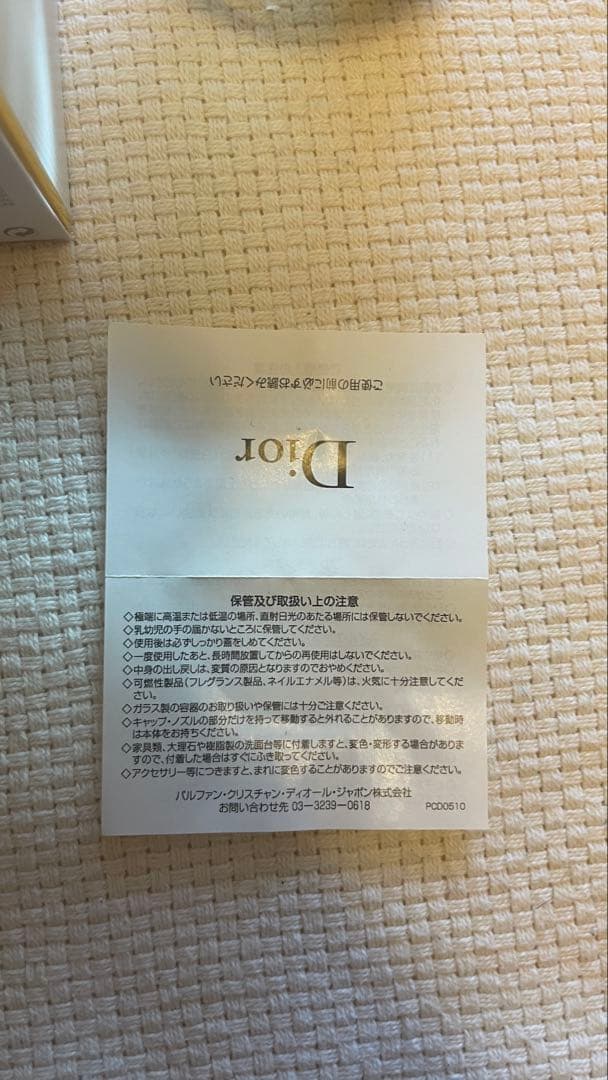 ご使用の前に必ずお読みください
Dior
保管及び取扱い上の注意
◇極端に高温または低温の場所、直射日光のあたる場所には保管しないでください。
◇乳幼児の手の届かないところに保管してください。
◇使用後は必ずしっかり蓋をしめてください。
◇一度使用したあと、長時間放置してからの再使用はしないでください。
◇中身の出し戻しは、変質の原因となりますのでおやめください。
◇可燃性製品(フレグランス製品、ネイルエナメル等)は、火気に十分注意してくだ
さい。
◇ガラス製の容器のお取り扱いや保管には十分ご注意ください。
◇キャップ・ノズルの部分だけを持って移動すると外れることがありますので、移動時
は本体をお持ちください。
◇家具類、大理石や樹脂製の洗面台等に付着しますと、変色・変形する場合がありま
すので、付着した場合はすぐにふき取ってください。
◇アクセサリー等につきますと、まれに変色することがありますのでご注意ください。
パルファン・クリスチャン・ディオール・ジャポン株式会社
お問い合わせ先 03-3239-0618 PCD0510